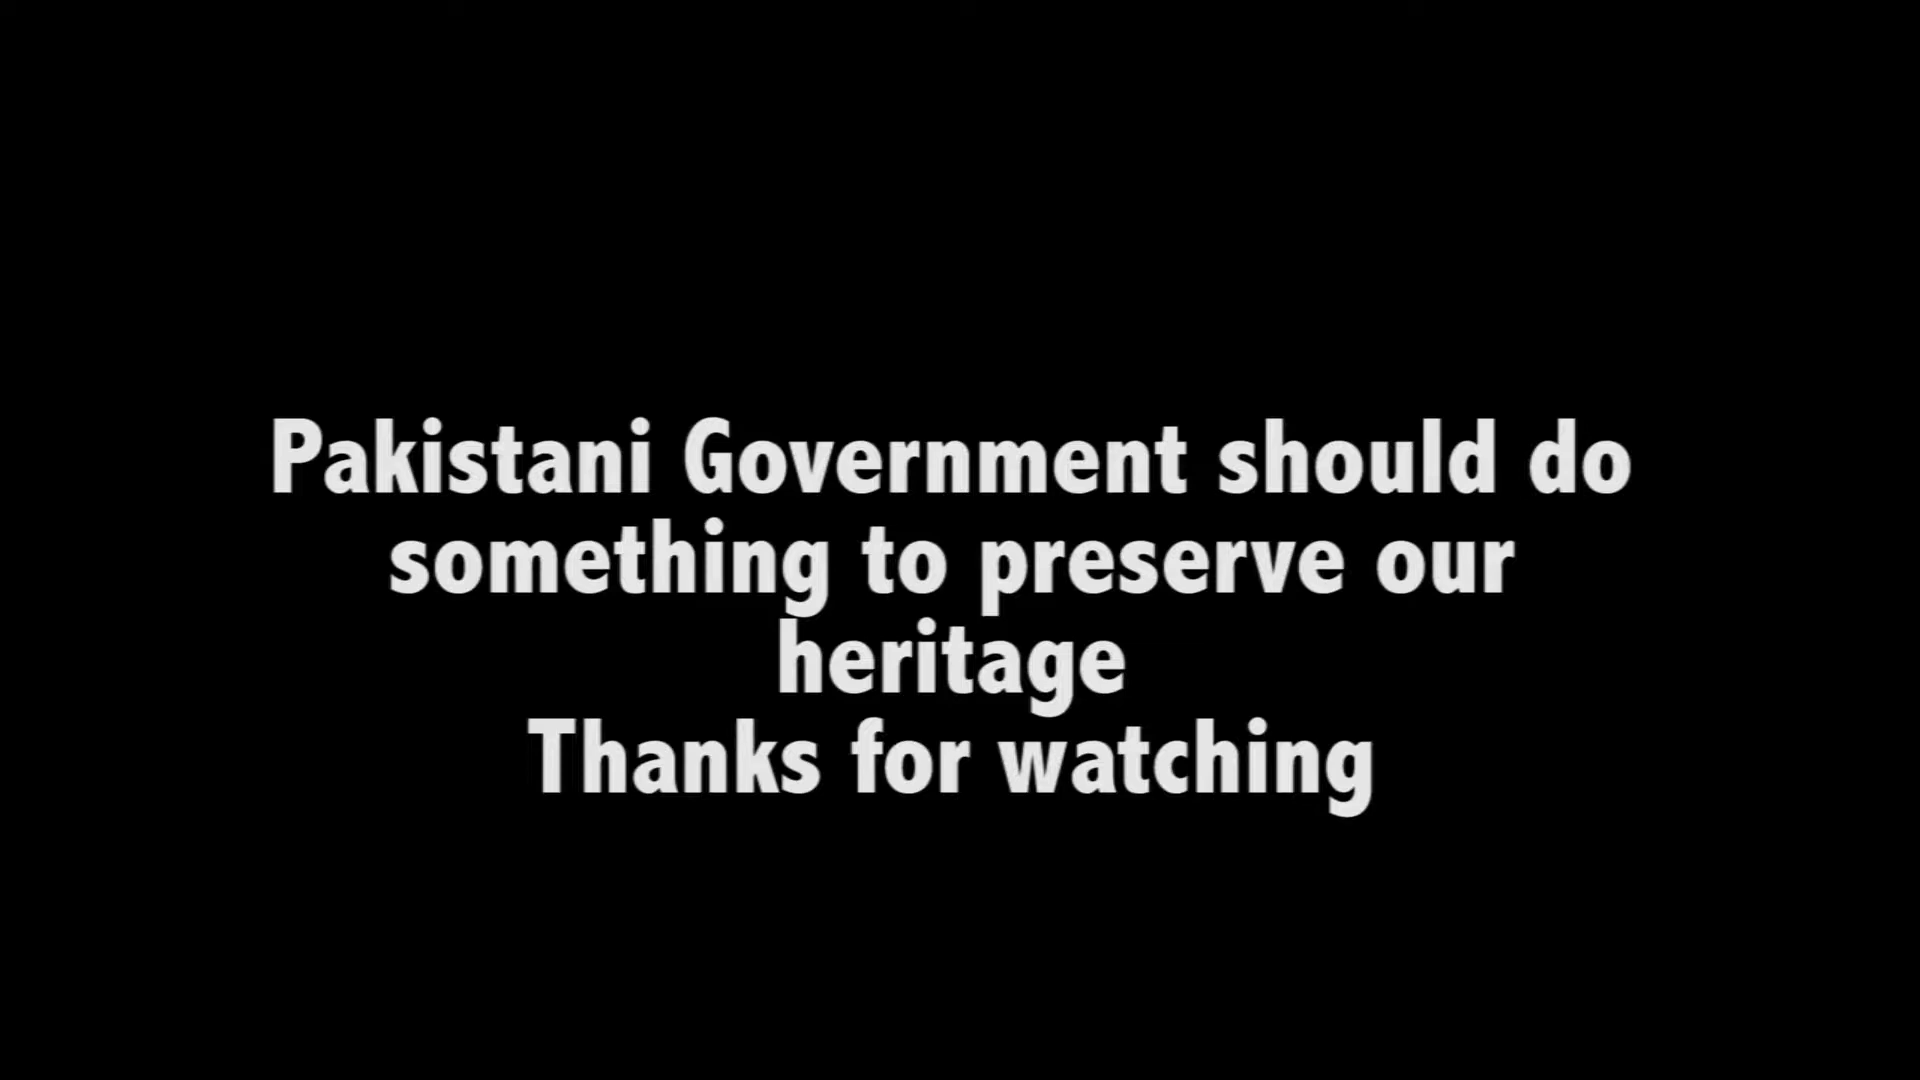 Pakistani Government should do
something to preserve our
heritage
Thanks for watching